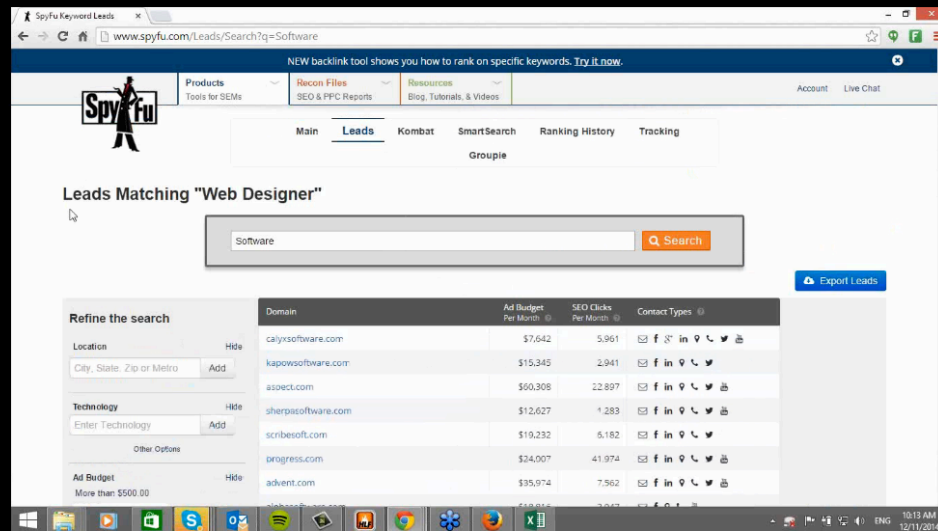 SpyFu Keyword Leads
www.spyfu.com/Leads/Search?q=Software
NEW backlink tool shows you how to rank on specific keywords. Try it now.
Spy Fu
Products
Tools for SEMs
Recon Files
SEO & PPC Reports
Resources
Blog, Tutorials, & Videos
Account Live Chat
Main Leads Kombat SmartSearch Ranking History Tracking
Groupie
Leads Matching "Web Designer"
Software
Search
Export Leads
Refine the search
Location Hide
City, State, Zip or Metro Add
Technology Hide
Enter Technology Add
Other Options
Ad Budget Hide
More than $500.00
Domain Ad Budget Per Month SEO Clicks Per Month Contact Types
calyxsoftware.com $7,642 5,961
kapowsoftware.com $15,345 2,941
aspect.com $60,308 22,897
sherpasoftware.com $12,627 1,283
scribesoft.com $19,232 6,182
progress.com $24,007 41,974
advent.com $35,974 7,562
ENG
10:13 AM